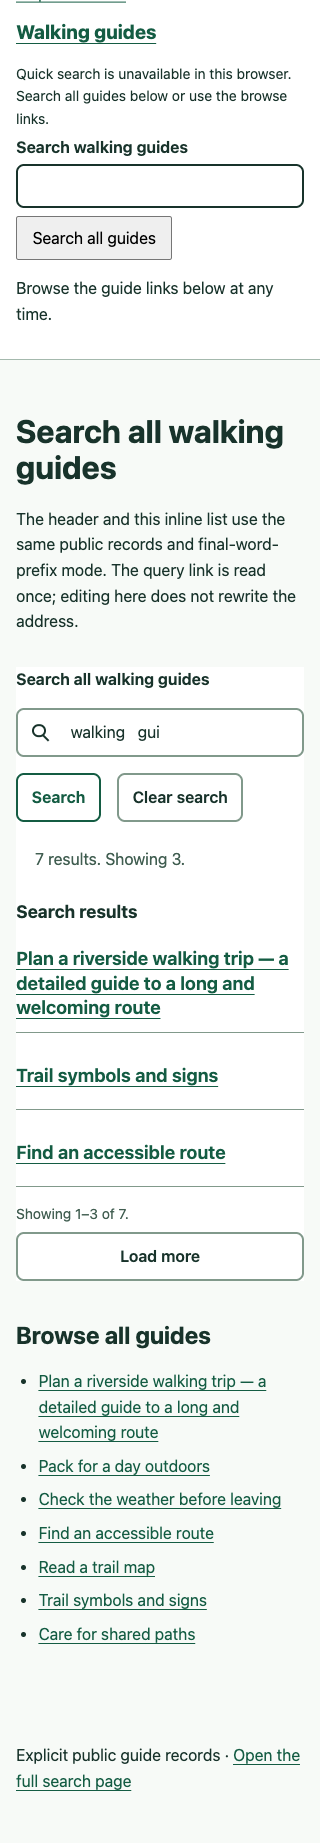 Walking guides
Quick search is unavailable in this browser.
Search all guides below or use the browse
links.
Search walking guides
Search all guides
Browse the guide links below at any
time.
Search all walking
guides
The header and this inline list use the
same public records and final-word-
prefix mode. The query link is read
once; editing here does not rewrite the
address.
Search all walking guides
walking   gui
Search
Clear search
7 results. Showing 3.
Search results
Plan a riverside walking trip — a
detailed guide to a long and
welcoming route
Trail symbols and signs
Find an accessible route
Showing 1–3 of 7.
Load more
Browse all guides
• Plan a riverside walking trip — a
detailed guide to a long and
welcoming route
• Pack for a day outdoors
• Check the weather before leaving
• Find an accessible route
• Read a trail map
• Trail symbols and signs
• Care for shared paths
Explicit public guide records · Open the
full search page